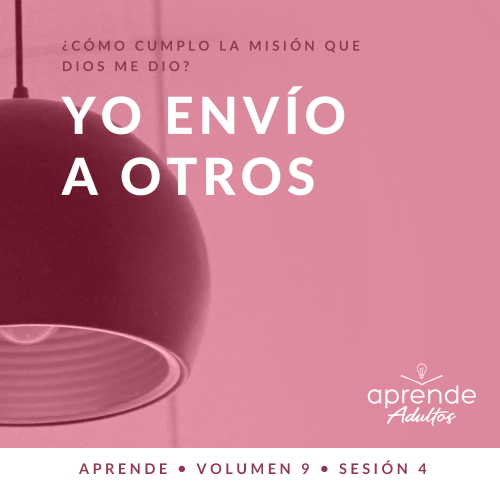 ¿CÓMO CUMPLO LA MISIÓN QUE
DIOS ME DIO?
YO ENVÍO
A OTROS
aprende
Adultos
APRENDE • VOLUMEN 9 • SESIÓN 4